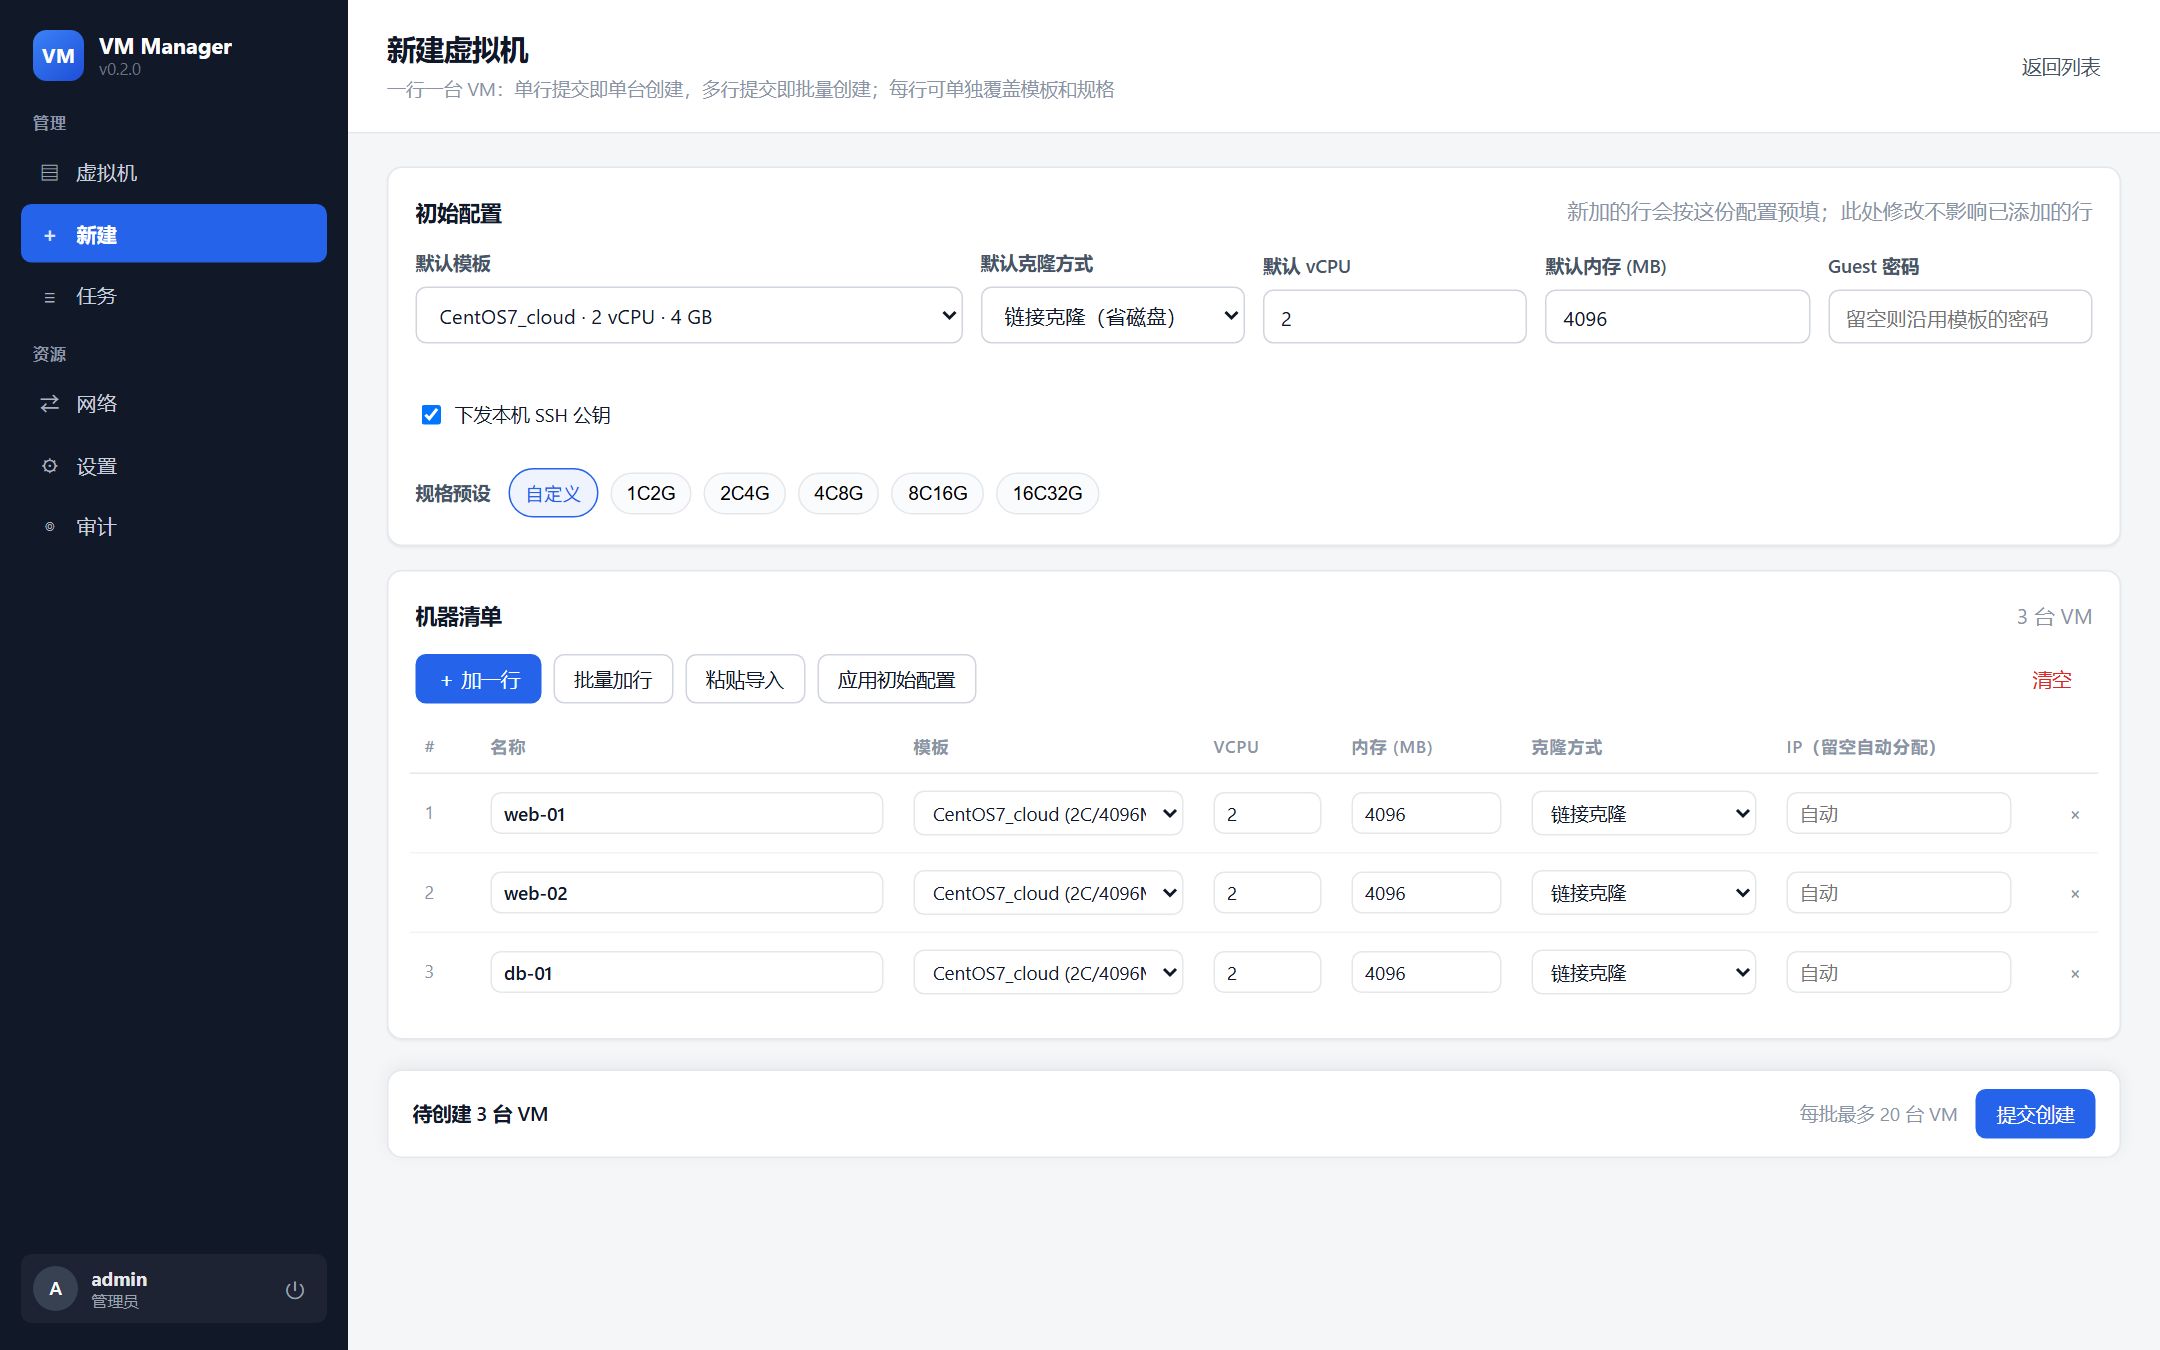 VM
VM Manager
v0.2.0
管理
虚拟机
+ 新建
任务
资源
网络
设置
审计
A
admin
管理员
新建虚拟机
一行一台 VM：单行提交即单台创建，多行提交即批量创建；每行可单独覆盖模板和规格
返回列表
初始配置
新加的行会按这份配置预填；此处修改不影响已添加的行
默认模板 默认克隆方式 默认 vCPU 默认内存 (MB) Guest 密码
CentOS7_cloud · 2 vCPU · 4 GB 链接克隆（省磁盘） 2 4096 留空则沿用模板的密码
下发本机 SSH 公钥
规格预设 自定义 1C2G 2C4G 4C8G 8C16G 16C32G
机器清单
3 台 VM
+ 加一行 批量加行 粘贴导入 应用初始配置 清空
# 名称 模板 VCPU 内存 (MB) 克隆方式 IP（留空自动分配）
1 web-01 CentOS7_cloud (2C/4096 2 4096 链接克隆 自动 ×
2 web-02 CentOS7_cloud (2C/4096 2 4096 链接克隆 自动 ×
3 db-01 CentOS7_cloud (2C/4096 2 4096 链接克隆 自动 ×
待创建 3 台 VM
每批最多 20 台 VM 提交创建